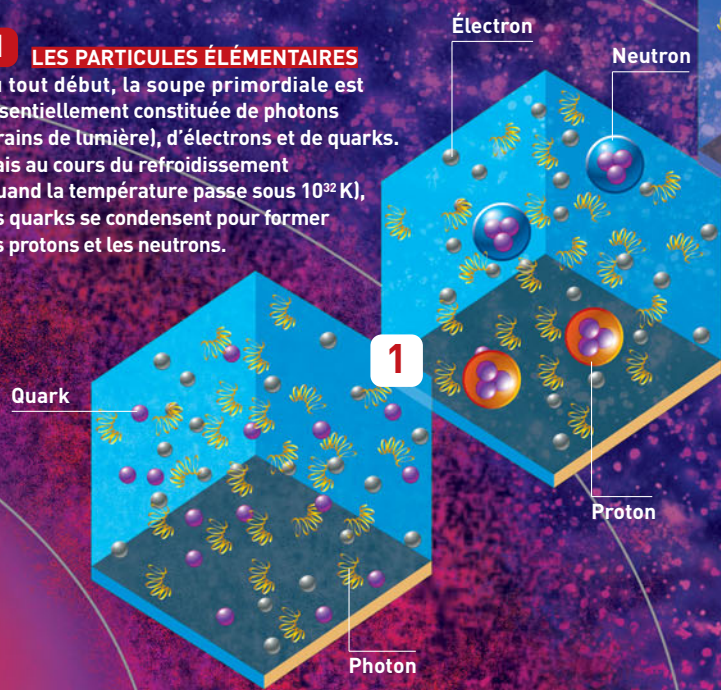 1
LES PARTICULES ÉLÉMENTAIRES
tout début, la soupe primordiale est
sentiellement constituée de photons
rains de lumière), d’électrons et de quarks.
ais au cours du refroidissement
uand la température passe sous 10³² K),
s quarks se condensent pour former
s protons et les neutrons.
Électron
Neutron
1
Quark
Proton
Photon